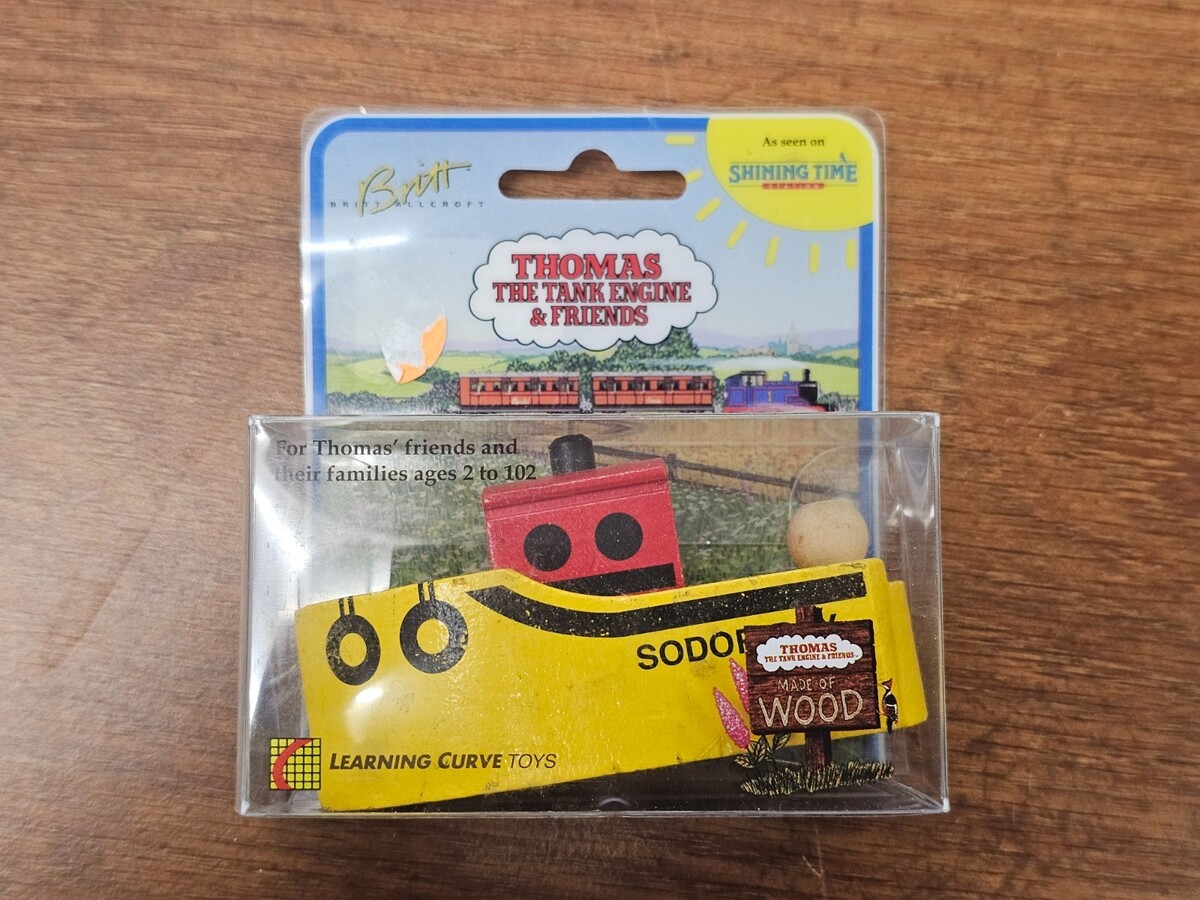 Britt
BRITT ALLCROFT
As seen on
SHINING TIME
STATION
THOMAS
THE TANK ENGINE
& FRIENDS
1
For Thomas' friends and
their families ages 2 to 102
SODOR
THOMAS
THE TANK ENGINE & FRIENDS
MADE OF
WOOD
LEARNING CURVE TOYS